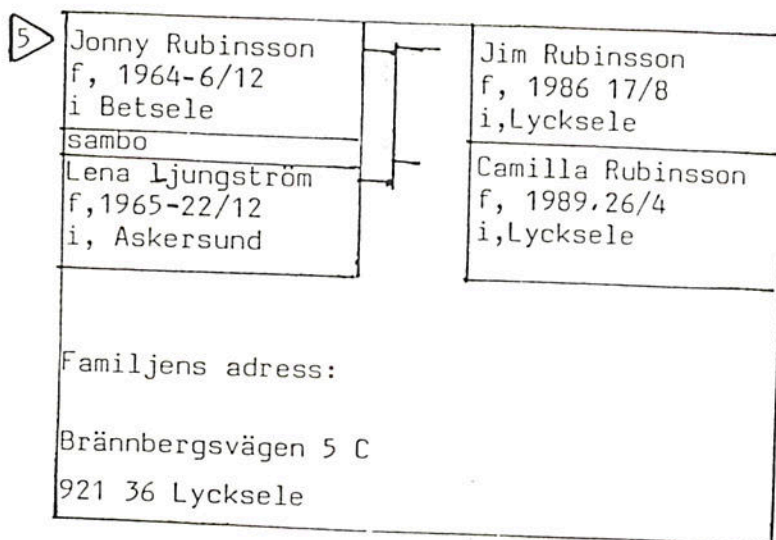 5
Jonny Rubinsson
f, 1964-6/12
i Betsele
sambo
Lena Ljungström
f,1965-22/12
i, Askersund
Jim Rubinsson
f, 1986 17/8
i,Lycksele
Camilla Rubinsson
f, 1989.26/4
i,Lycksele
Familjens adress:
Brännbergsvägen 5 C
921 36 Lycksele